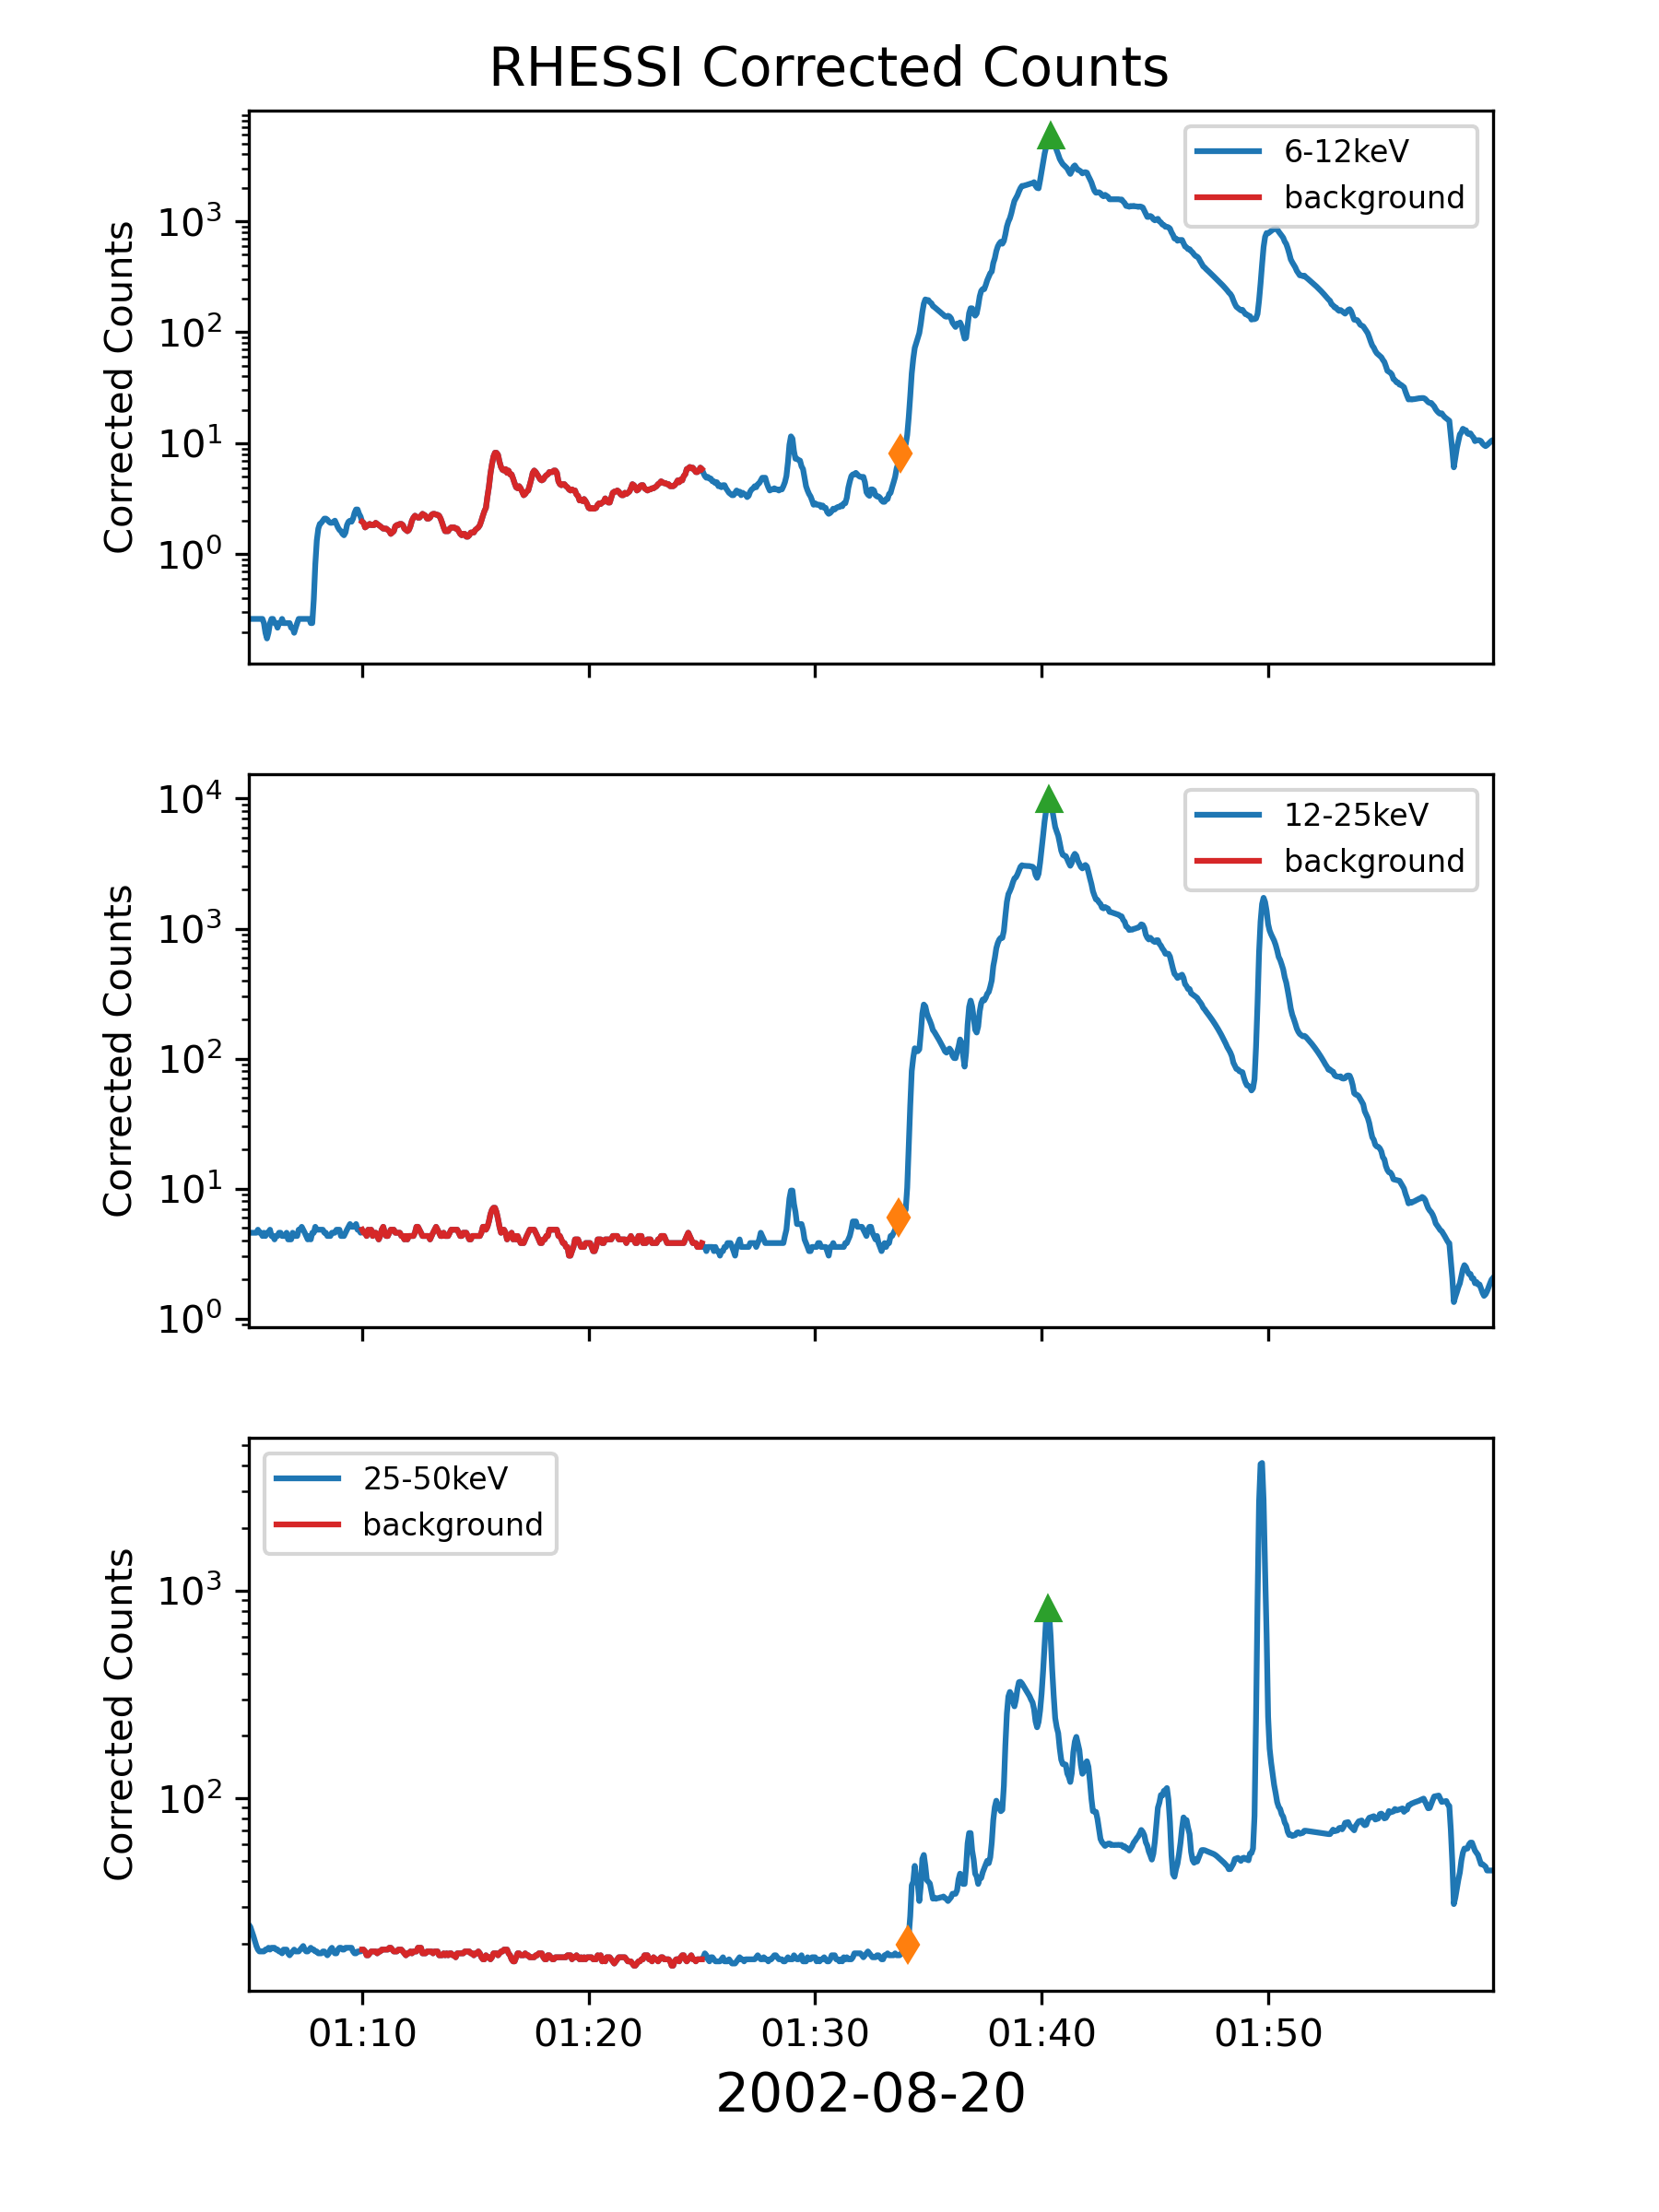 RHESSI Corrected Counts
Corrected Counts
10³
10²
10¹
10⁰
6-12keV
background
Corrected Counts
10⁴
10³
10²
10¹
10⁰
12-25keV
background
Corrected Counts
10³
10²
25-50keV
background
01:10 01:20 01:30 01:40 01:50
2002-08-20